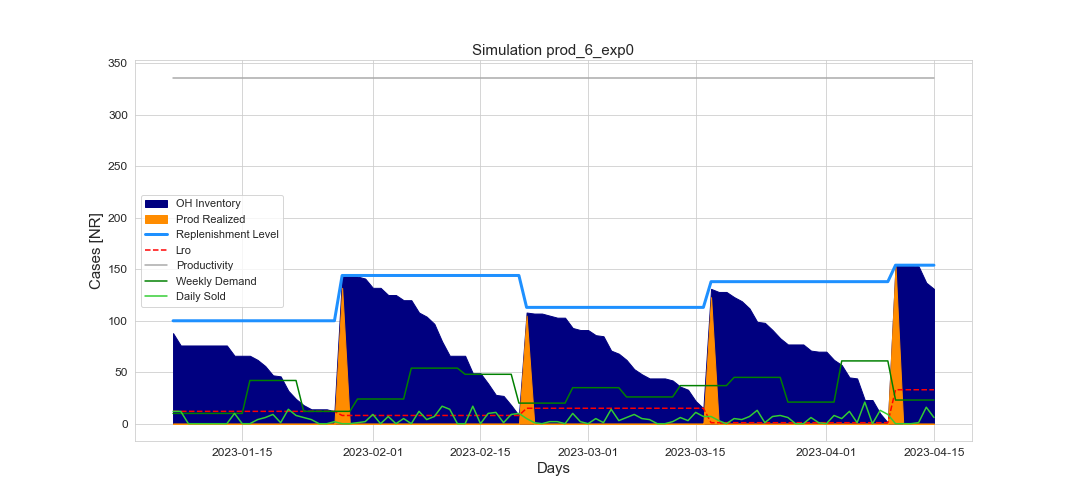 Simulation prod_6_exp0
350
300
250
200
150
100
50
0
Cases [NR]
OH Inventory
Prod Realized
Replenishment Level
Lro
Productivity
Weekly Demand
Daily Sold
2023-01-15
2023-02-01
2023-02-15
2023-03-01
2023-03-15
2023-04-01
2023-04-15
Days